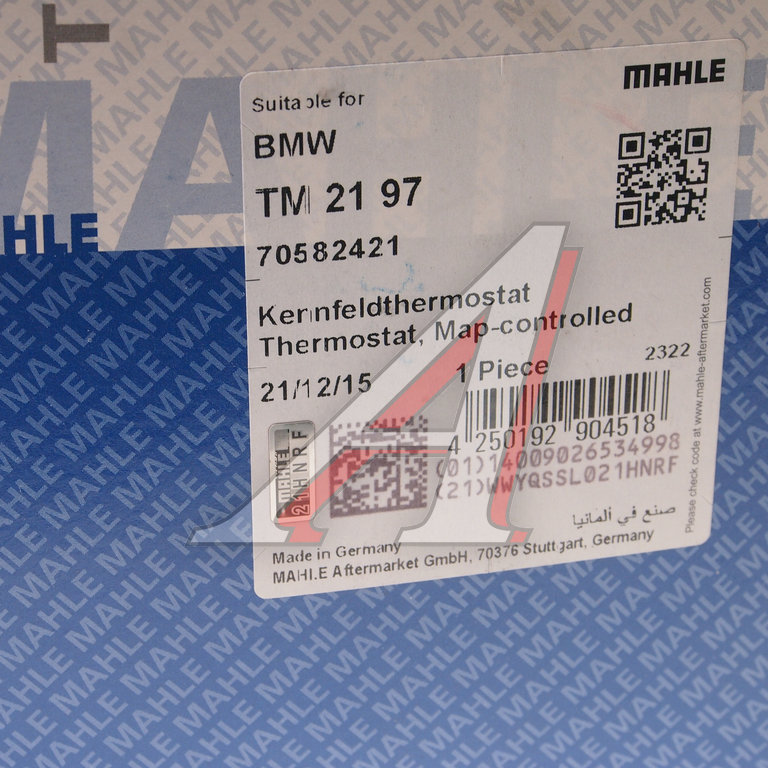 MAHLE
Suitable for
BMW
TM 21 97
70582421
Kennfeldthermostat
Thermostat, Map-controlled
21/12/15
1 Piece
2322
4 250192 904518
(01)14009026534998
(21)WWYQSSL021HNRF
MAHLE
21HNRF
صنع في ألمانيا
Made in Germany
MAHLE Aftermarket GmbH, 70376 Stuttgart, Germany
Please check code at www.mahle-aftermarket.com
HLE